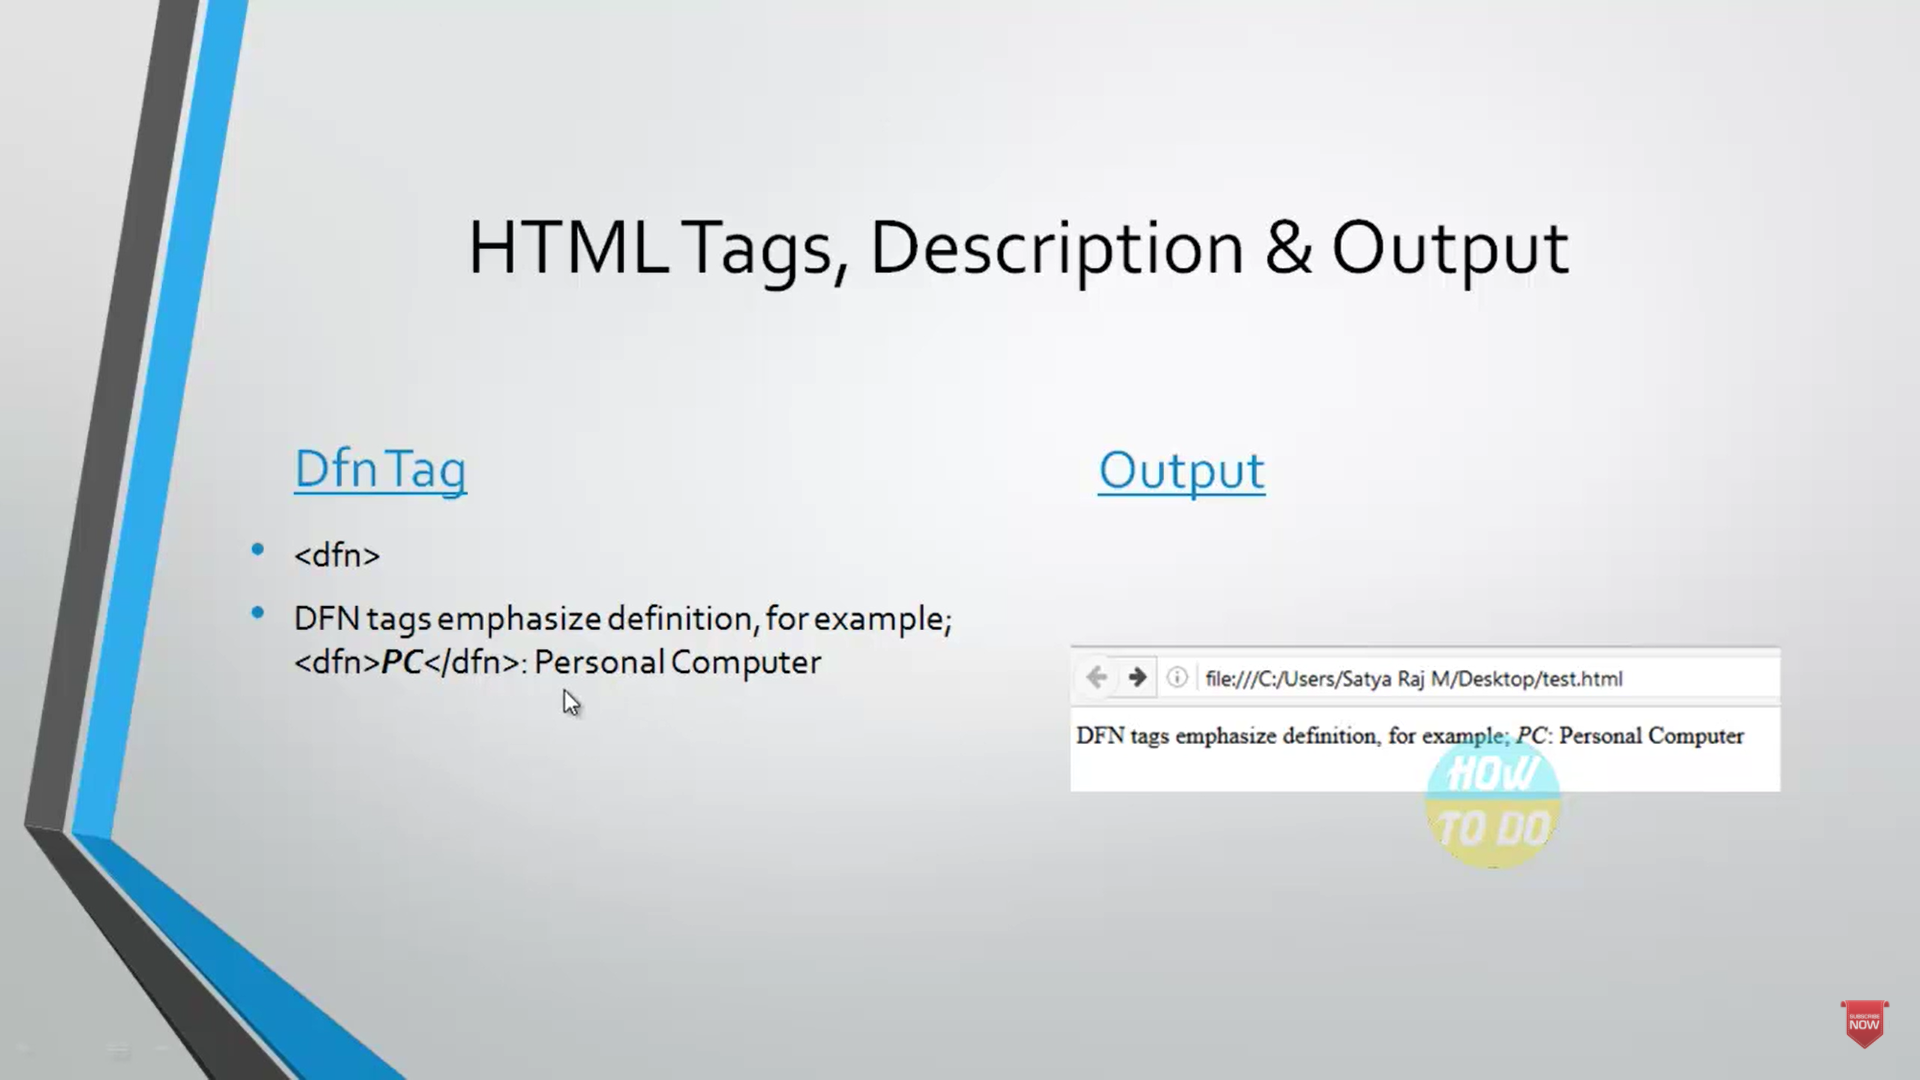 HTML Tags, Description & Output
Dfn Tag
<dfn>
DFN tags emphasize definition, for example;
<dfn>PC</dfn>: Personal Computer
Output
file:///C:/Users/Satya Raj M/Desktop/test.html
DFN tags emphasize definition, for example; PC: Personal Computer
HOW
TO DO
SUBSCRIBE
NOW